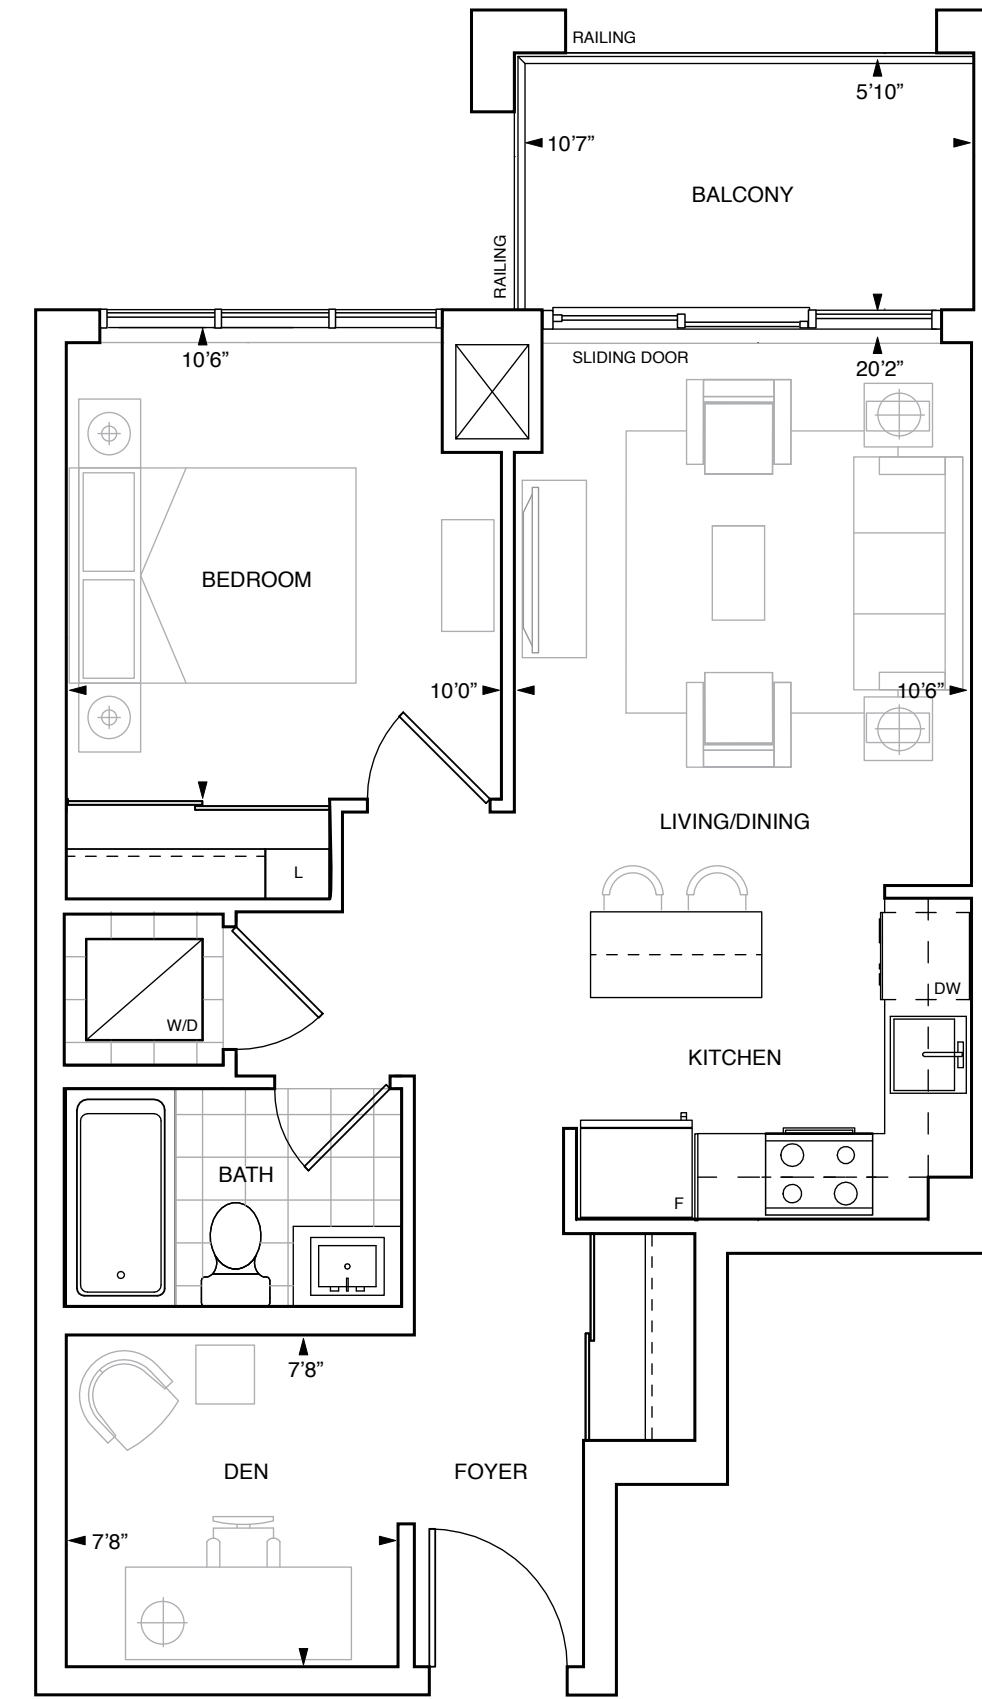 RAILING
5'10”
10'7”
BALCONY
RAILING
10'6”
SLIDING DOOR
20'2”
BEDROOM
10'0”
10'6”
LIVING/DINING
L
DW
W/D
KITCHEN
BATH
F
7'8”
DEN
FOYER
7'8”